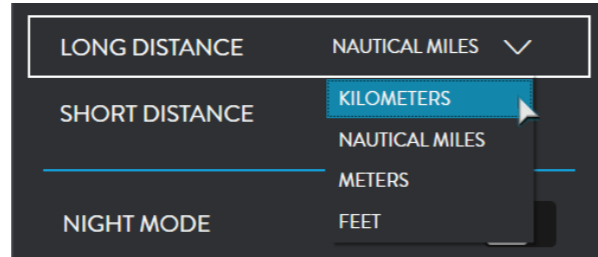 LONG DISTANCE NAUTICAL MILES
KILOMETERS
SHORT DISTANCE
NAUTICAL MILES
METERS
NIGHT MODE
FEET